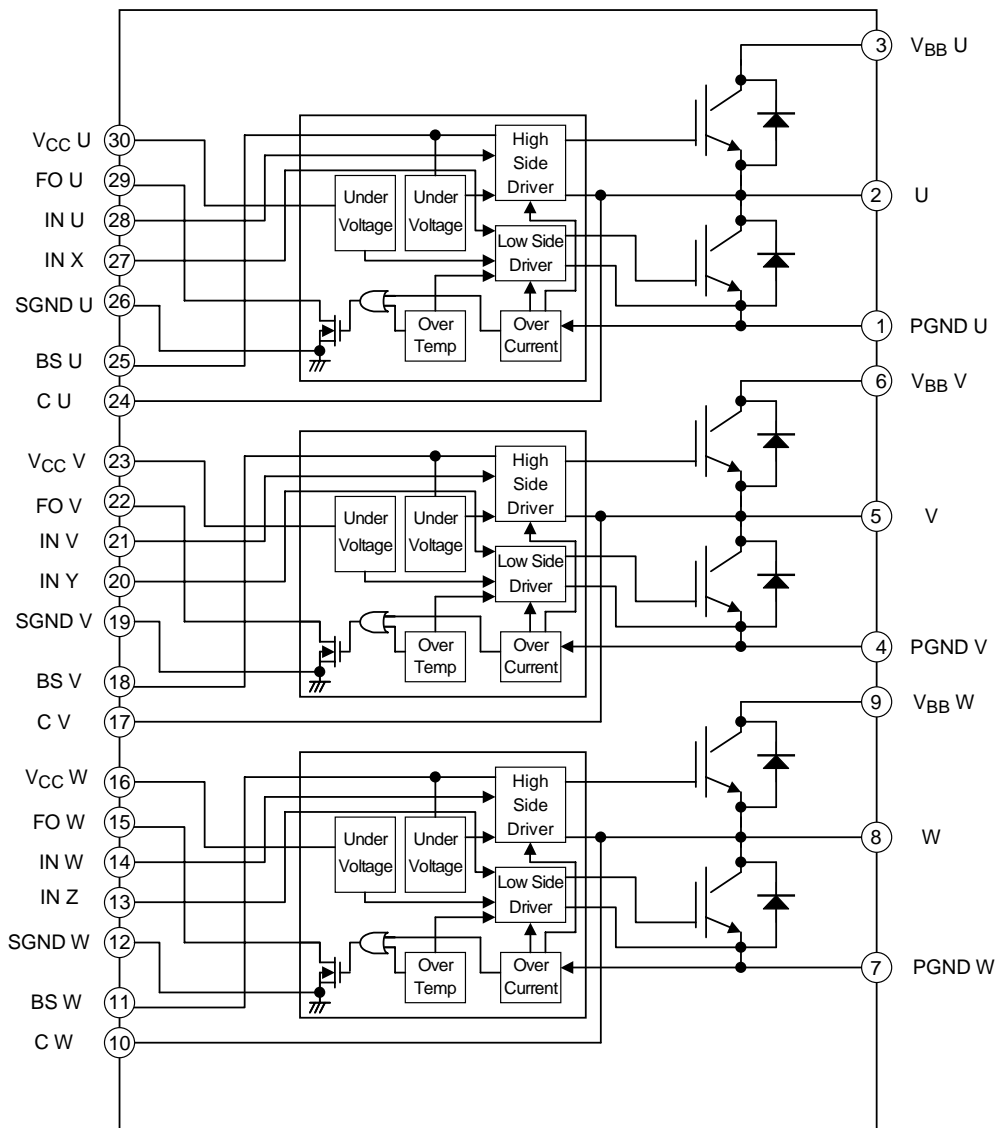 3 VBB U
VCC U 30
High
Side
Driver
FO U 29
Under
Voltage
Under
Voltage
2 U
IN U 28
Low Side
Driver
IN X 27
SGND U 26
Over
Temp
Over
Current
1 PGND U
BS U 25
6 VBB V
C U 24
VCC V 23
High
Side
Driver
FO V 22
Under
Voltage
Under
Voltage
5 V
IN V 21
Low Side
Driver
IN Y 20
SGND V 19
Over
Temp
Over
Current
4 PGND V
BS V 18
9 VBB W
C V 17
VCC W 16
High
Side
Driver
FO W 15
Under
Voltage
Under
Voltage
8 W
IN W 14
Low Side
Driver
IN Z 13
SGND W 12
Over
Temp
Over
Current
7 PGND W
BS W 11
C W 10